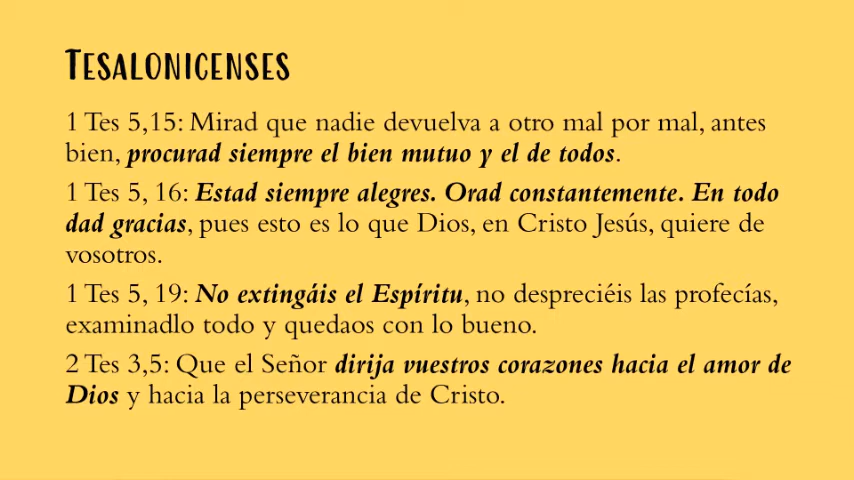 TESALONICENSES
1 Tes 5,15: Mirad que nadie devuelva a otro mal por mal, antes
bien, procurad siempre el bien mutuo y el de todos.
1 Tes 5, 16: Estad siempre alegres. Orad constantemente. En todo
dad gracias, pues esto es lo que Dios, en Cristo Jesús, quiere de
vosotros.
1 Tes 5, 19: No extingáis el Espíritu, no despreciéis las profecías,
examinadlo todo y quedaos con lo bueno.
2 Tes 3,5: Que el Señor dirija vuestros corazones hacia el amor de
Dios y hacia la perseverancia de Cristo.